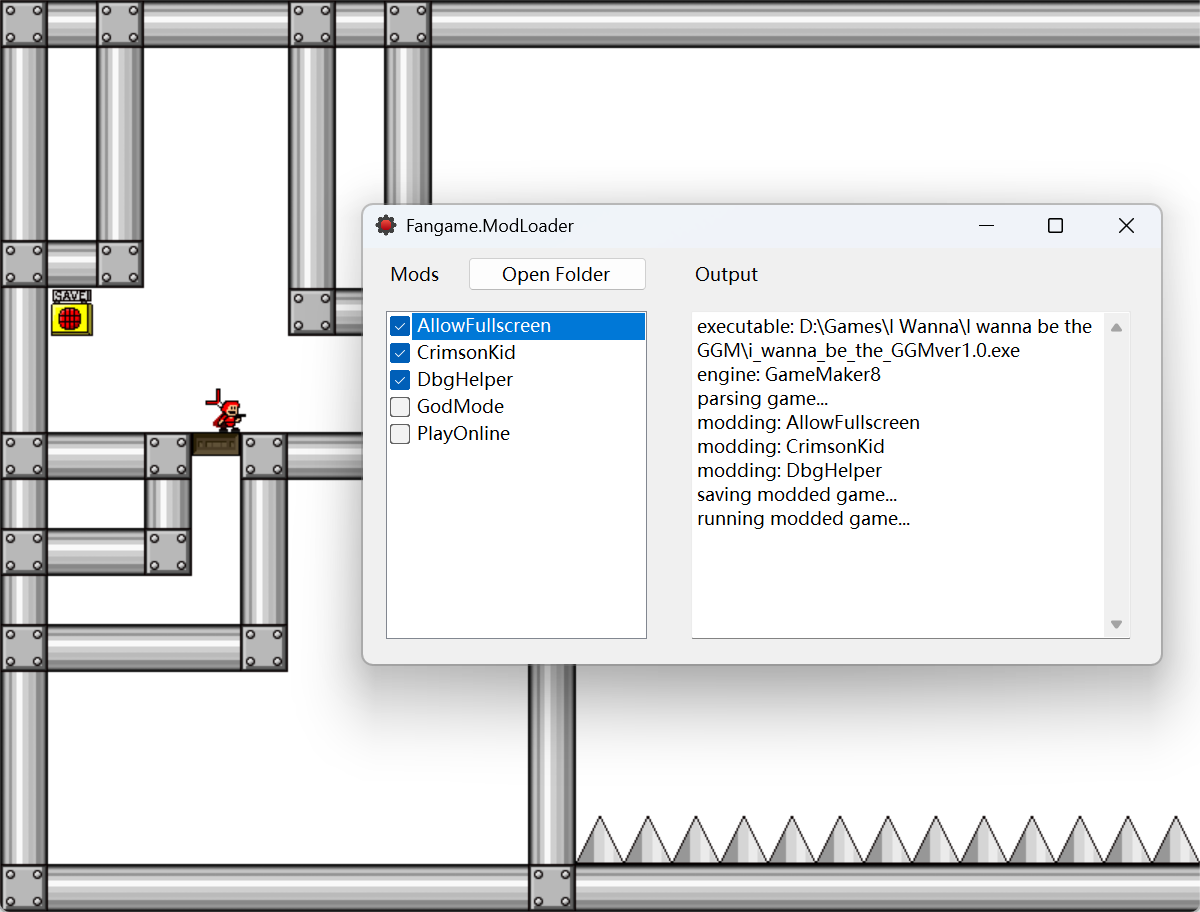 Fangame.ModLoader
Mods
Open Folder
Output
AllowFullscreen
CrimsonKid
DbgHelper
GodMode
PlayOnline
executable: D:\Games\I Wanna\I wanna be the
GGM\i_wanna_be_the_GGMver1.0.exe
engine: GameMaker8
parsing game...
modding: AllowFullscreen
modding: CrimsonKid
modding: DbgHelper
saving modded game...
running modded game...
SAVE!